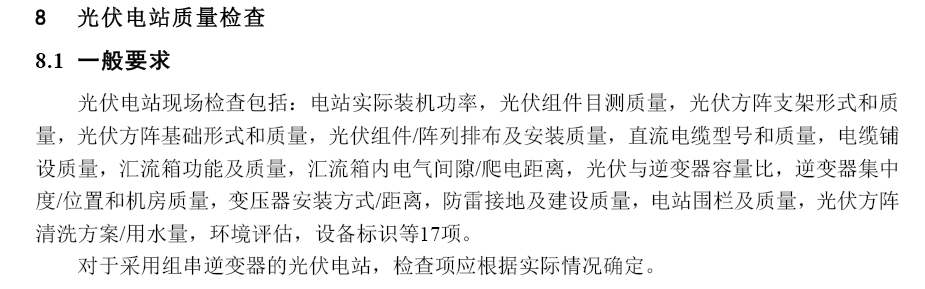 8 光伏电站质量检查
8.1 一般要求
光伏电站现场检查包括：电站实际装机功率，光伏组件目测质量，光伏方阵支架形式和质
量，光伏方阵基础形式和质量，光伏组件/阵列排布及安装质量，直流电缆型号和质量，电缆铺
设质量，汇流箱功能及质量，汇流箱内电气间隙/爬电距离，光伏与逆变器容量比，逆变器集中
度/位置和机房质量，变压器安装方式/距离，防雷接地及建设质量，电站围栏及质量，光伏方阵
清洗方案/用水量，环境评估，设备标识等17项。
对于采用组串逆变器的光伏电站，检查项应根据实际情况确定。